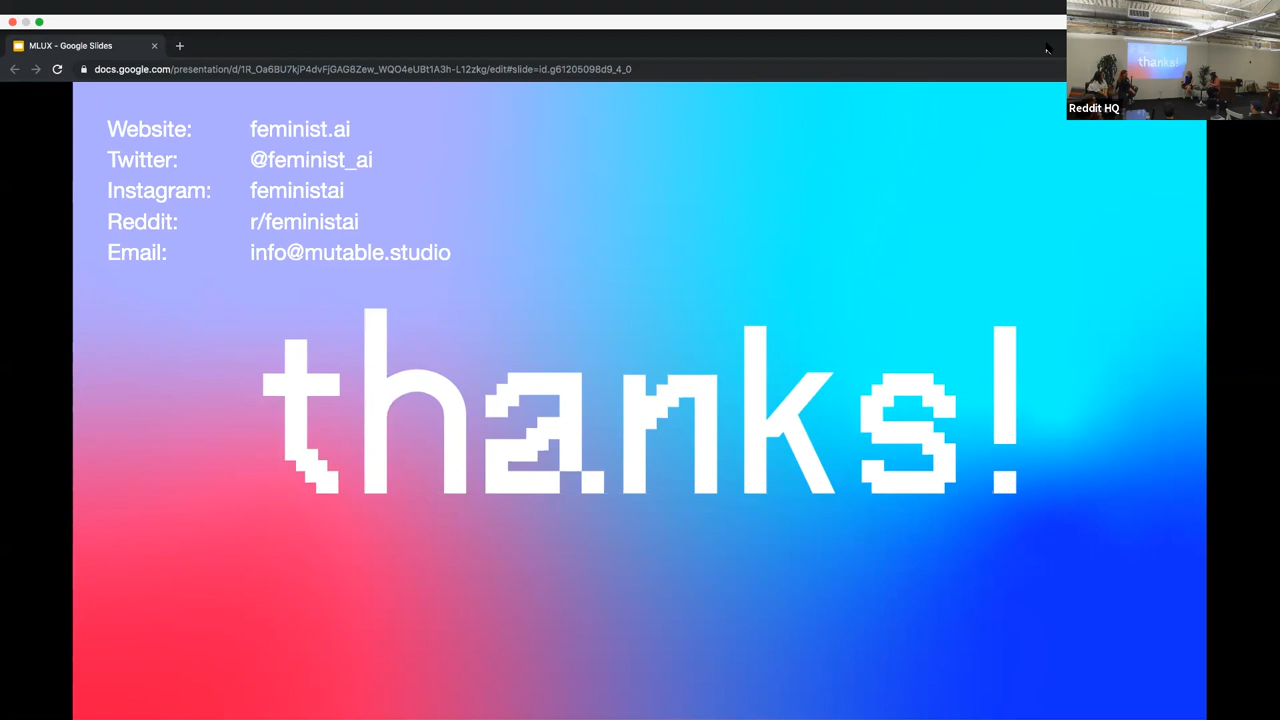 MLUX - Google Slides
docs.google.com/presentation/d/1R_Oa6BU7kjP4dvFjGAG8Zew_WQO4eUBt1A3h-L12zkg/edit#slide=id.g61205098d9_4_0
thanks!
Reddit HQ
Website: feminist.ai
Twitter: @feminist_ai
Instagram: feministai
Reddit: r/feministai
Email: info@mutable.studio
thanks!